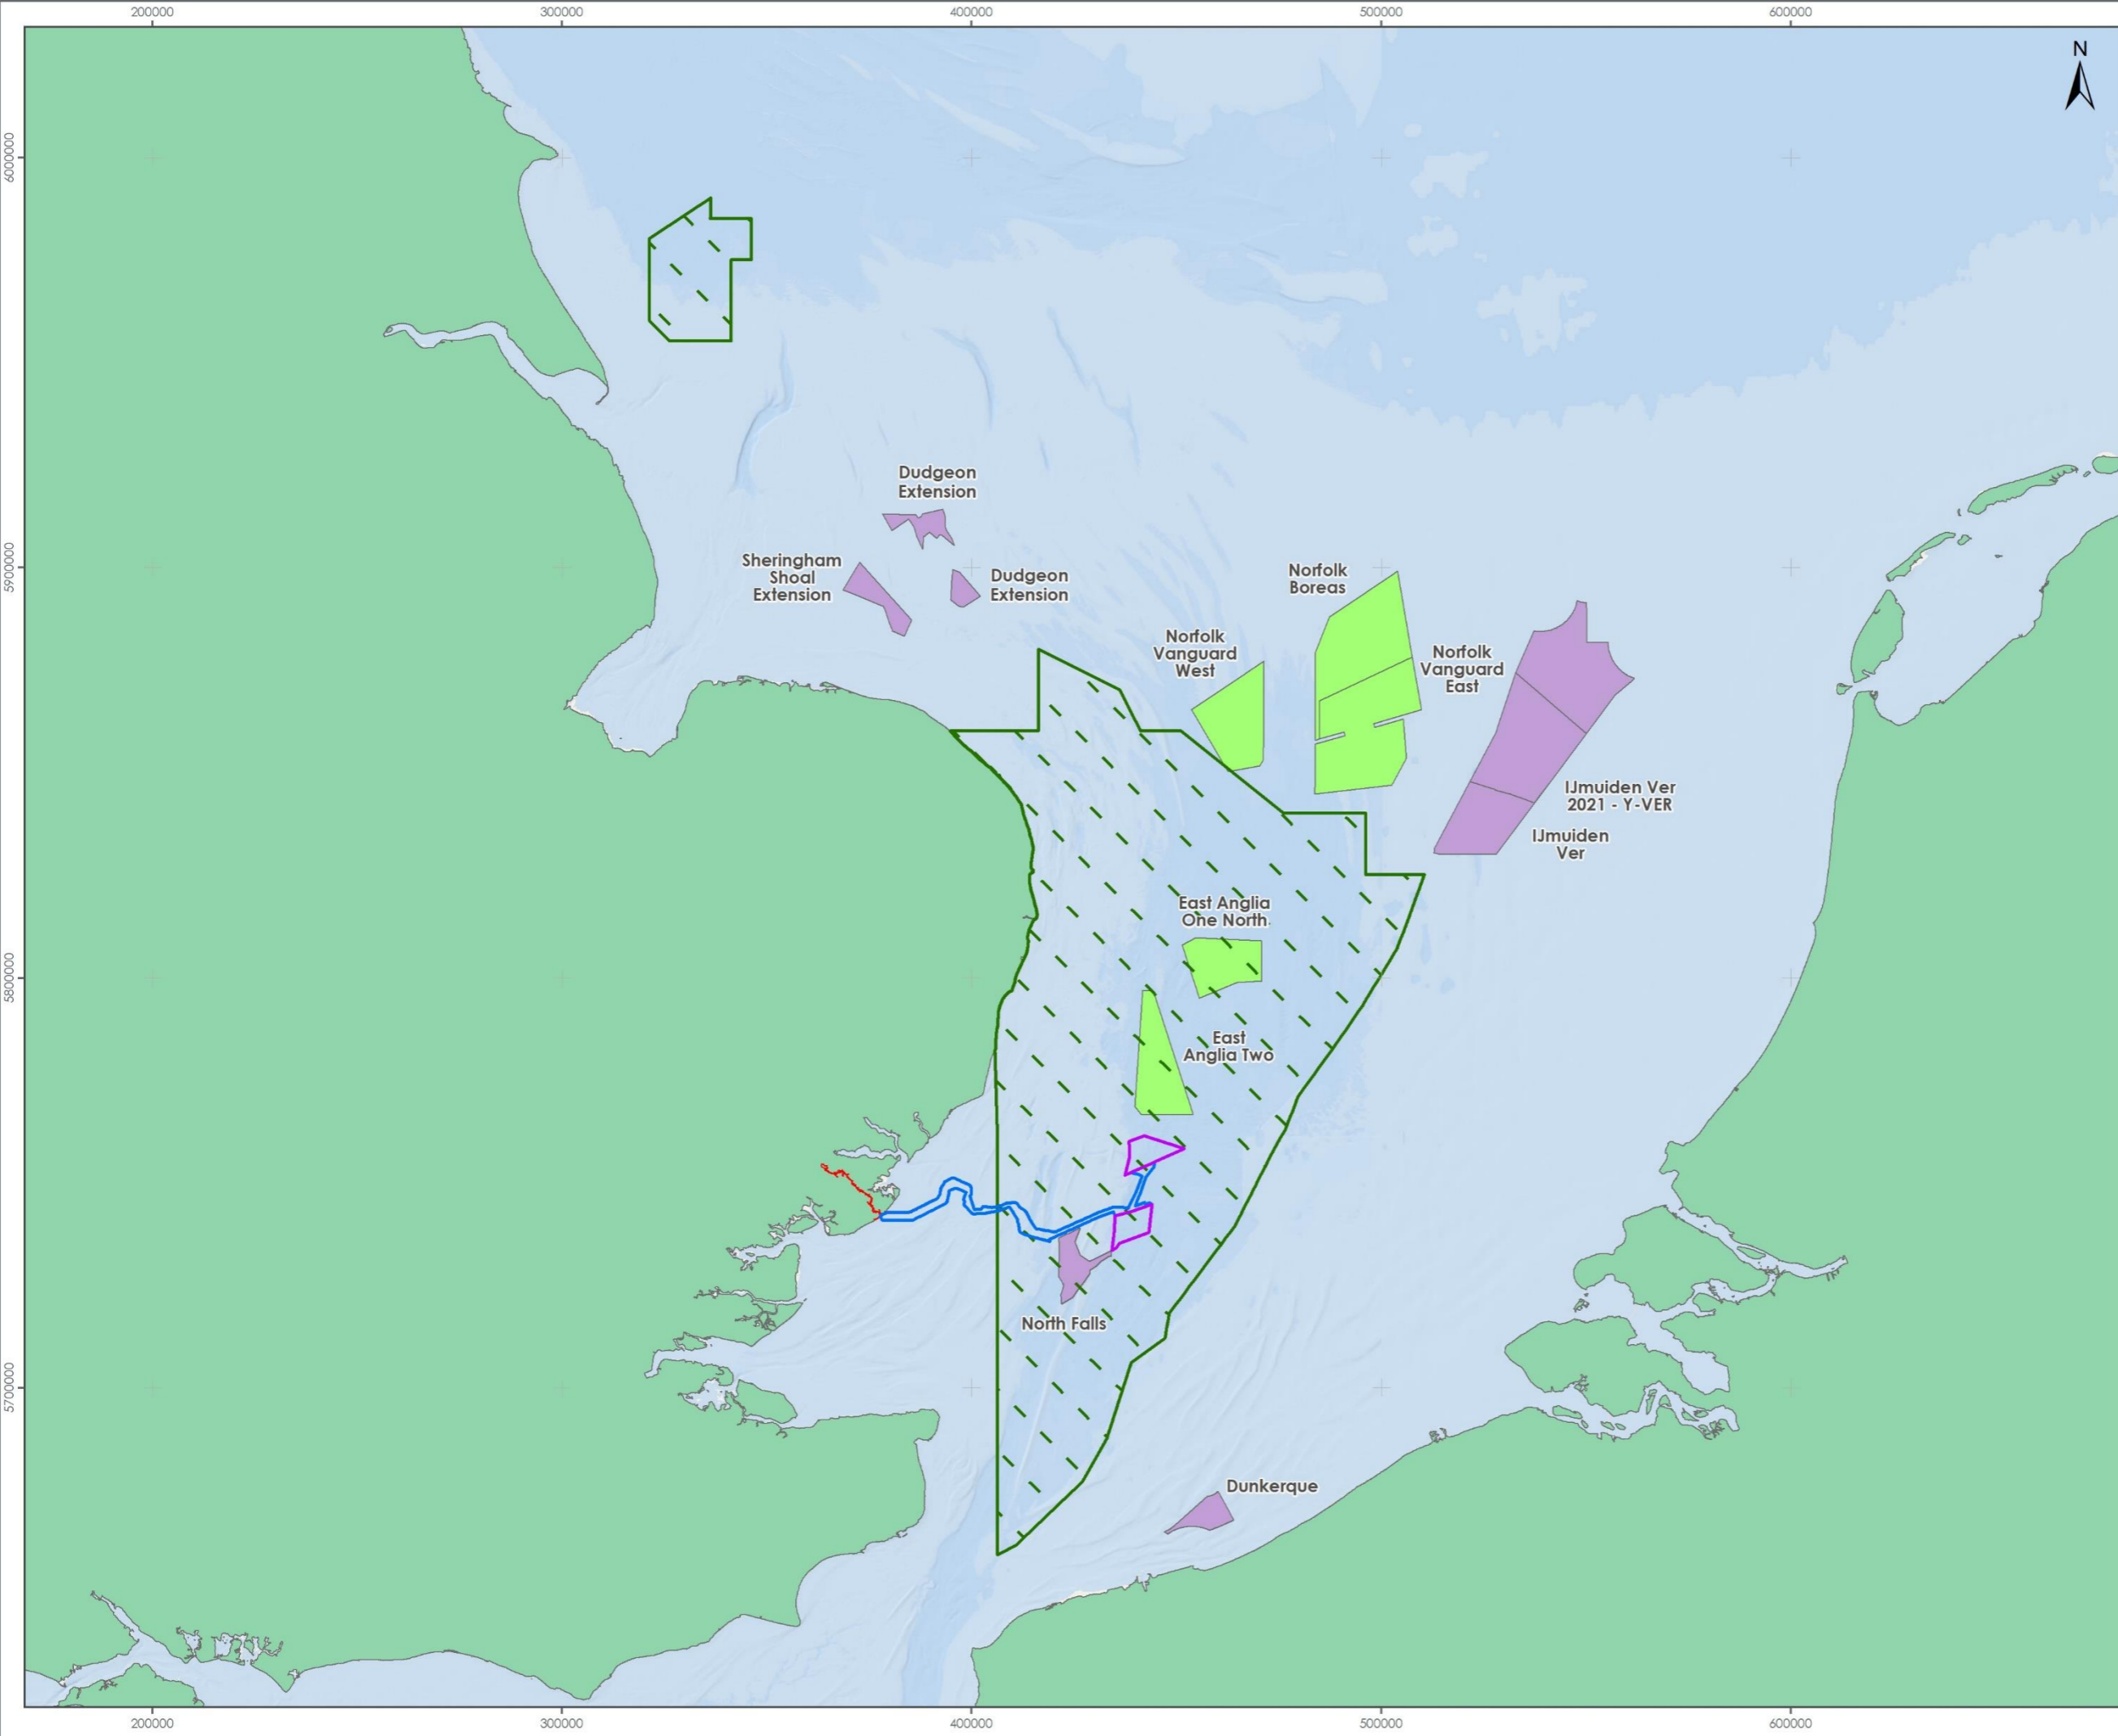 200000
300000
400000
500000
600000
N
6000000
5900000
5800000
5700000
Dudgeon
Extension
Sheringham
Shoal
Extension
Dudgeon
Extension
Norfolk
Boreas
Norfolk
Vanguard
West
Norfolk
Vanguard
East
IJmuiden Ver
2021 - Y-VER
IJmuiden
Ver
East Anglia
One North
East
Anglia Two
North Falls
Dunkerque
200000
300000
400000
500000
600000